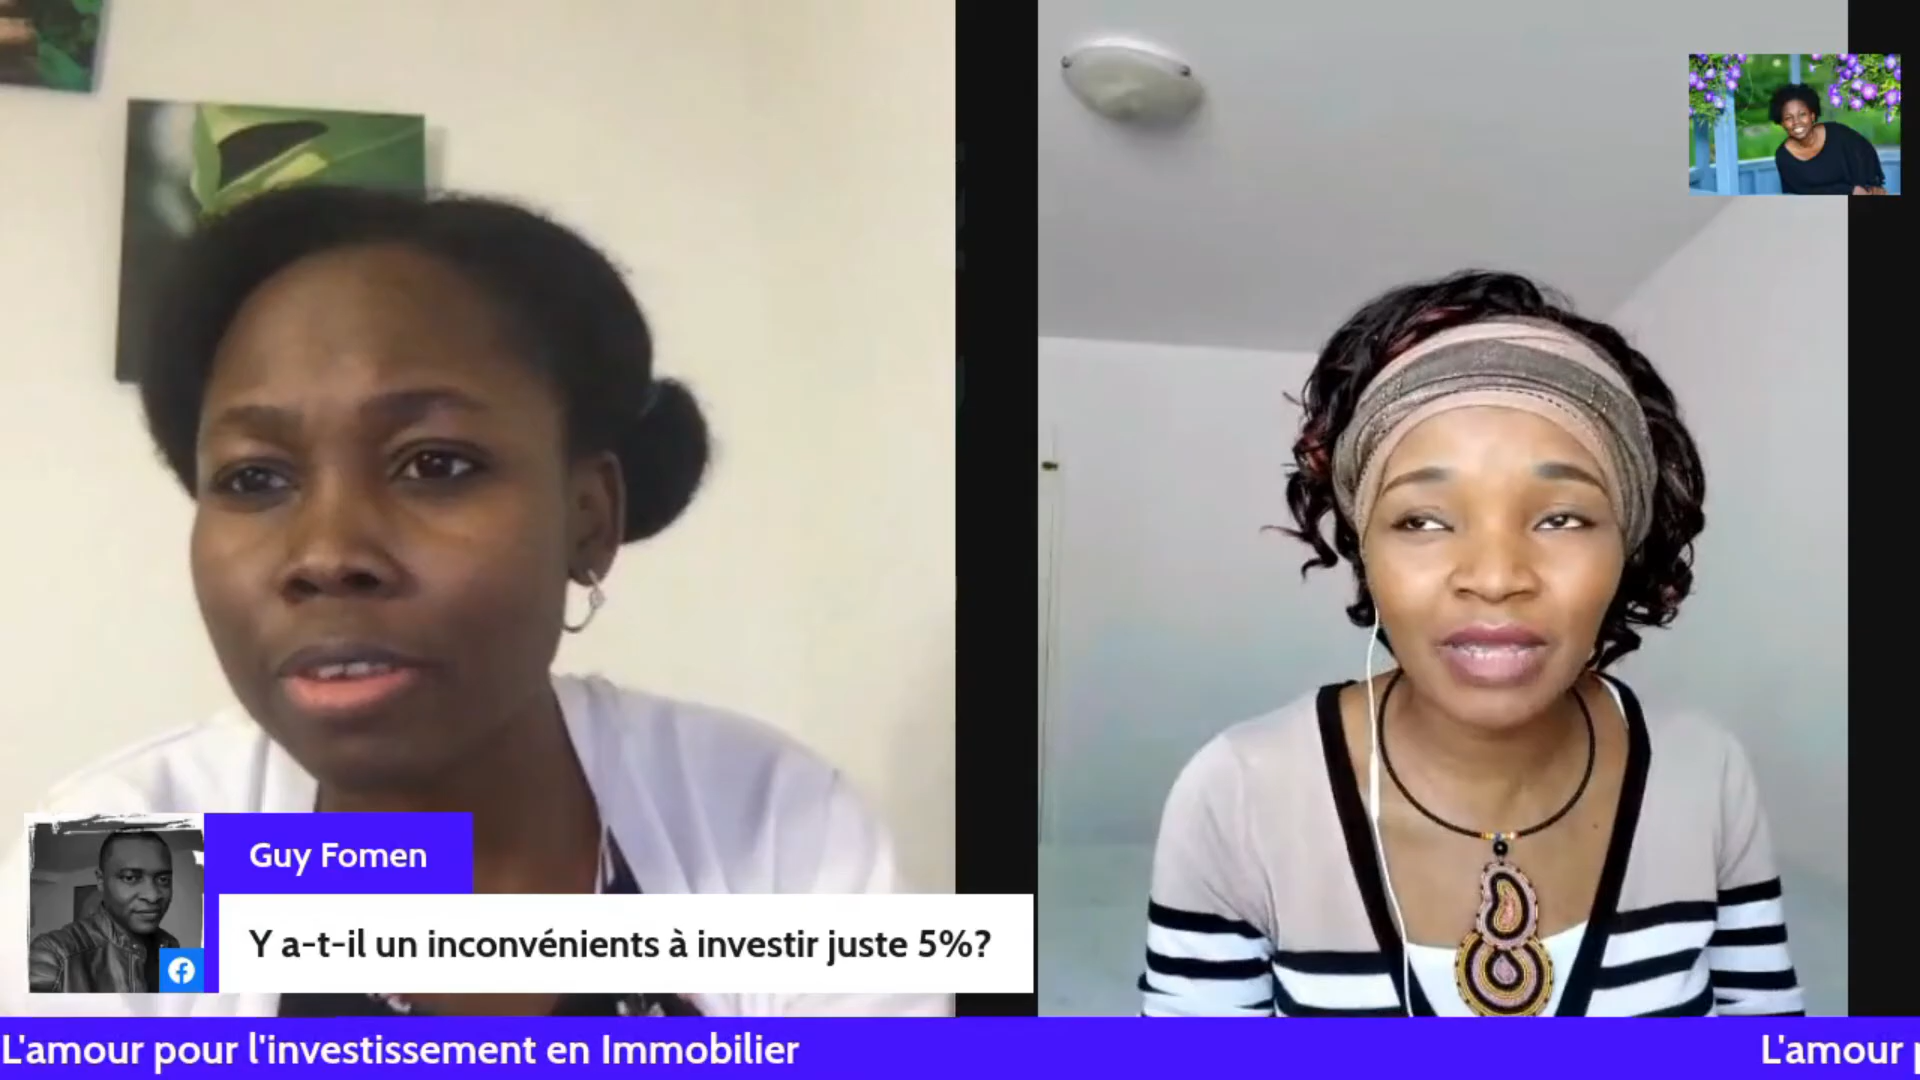 Guy Fomen
Y a-t-il un inconvénients à investir juste 5%?
L'amour pour l'investissement en Immobilier
L'amour